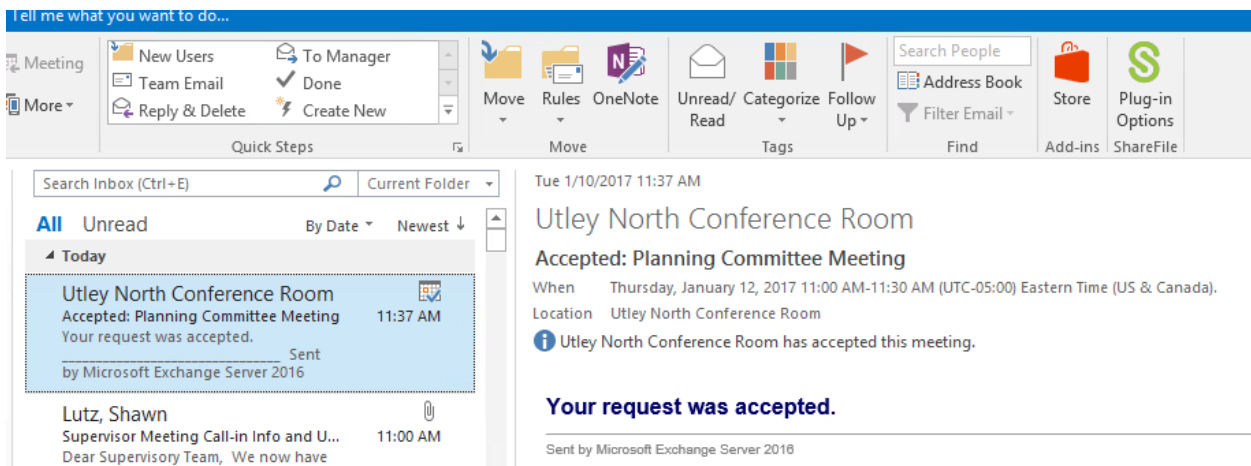 Tell me what you want to do...
Meeting
More
New Users
To Manager
Team Email
Done
Reply & Delete
Create New
Quick Steps
Move
Rules
OneNote
Move
Unread/
Read
Categorize
Follow
Up
Tags
Search People
Address Book
Filter Email
Find
Store
Add-ins
Plug-in
Options
ShareFile
Search Inbox (Ctrl+E)
Current Folder
All Unread
By Date Newest
Today
Utley North Conference Room
Accepted: Planning Committee Meeting 11:37 AM
Your request was accepted.
______________________________ Sent
by Microsoft Exchange Server 2016
Lutz, Shawn
Supervisor Meeting Call-in Info and U... 11:00 AM
Dear Supervisory Team, We now have
Tue 1/10/2017 11:37 AM
Utley North Conference Room
Accepted: Planning Committee Meeting
When Thursday, January 12, 2017 11:00 AM-11:30 AM (UTC-05:00) Eastern Time (US & Canada).
Location Utley North Conference Room
Utley North Conference Room has accepted this meeting.
Your request was accepted.
Sent by Microsoft Exchange Server 2016